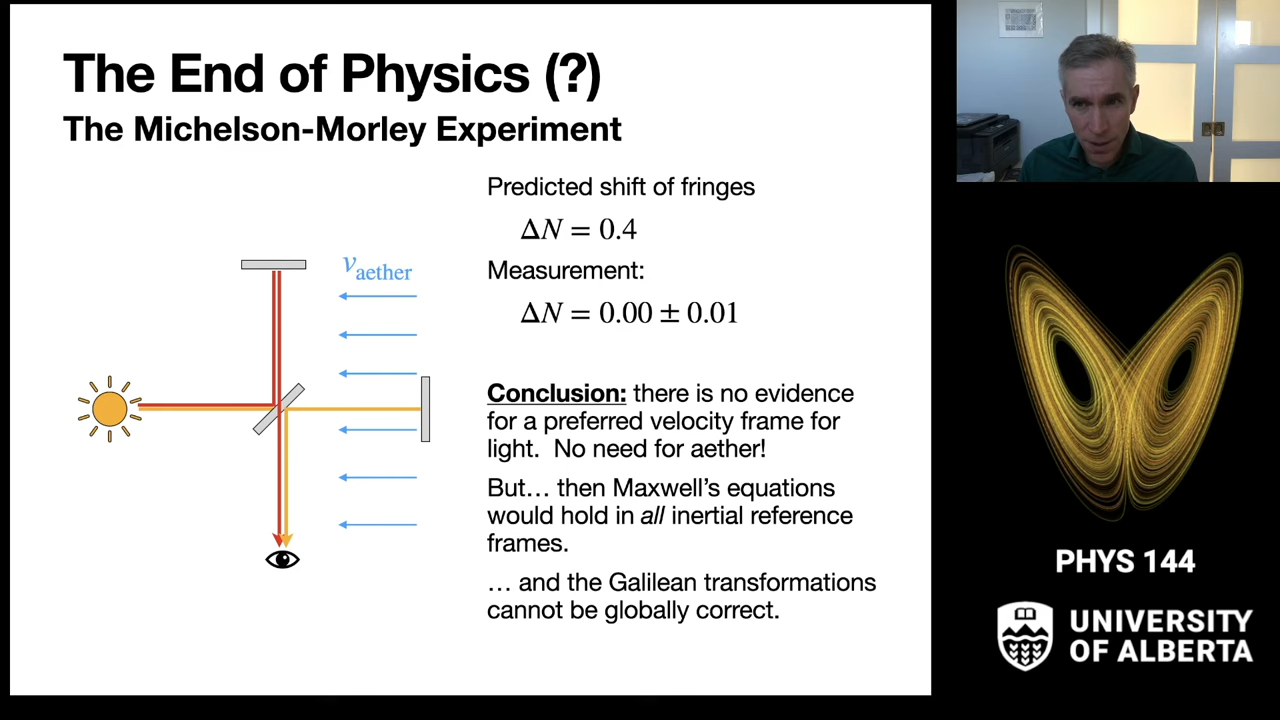 The End of Physics (?)
The Michelson-Morley Experiment
Predicted shift of fringes
ΔN = 0.4
Measurement:
ΔN = 0.00 ± 0.01
v_aether
Conclusion: there is no evidence
for a preferred velocity frame for
light. No need for aether!
But… then Maxwell’s equations
would hold in all inertial reference
frames.
… and the Galilean transformations
cannot be globally correct.
PHYS 144
UNIVERSITY
OF ALBERTA